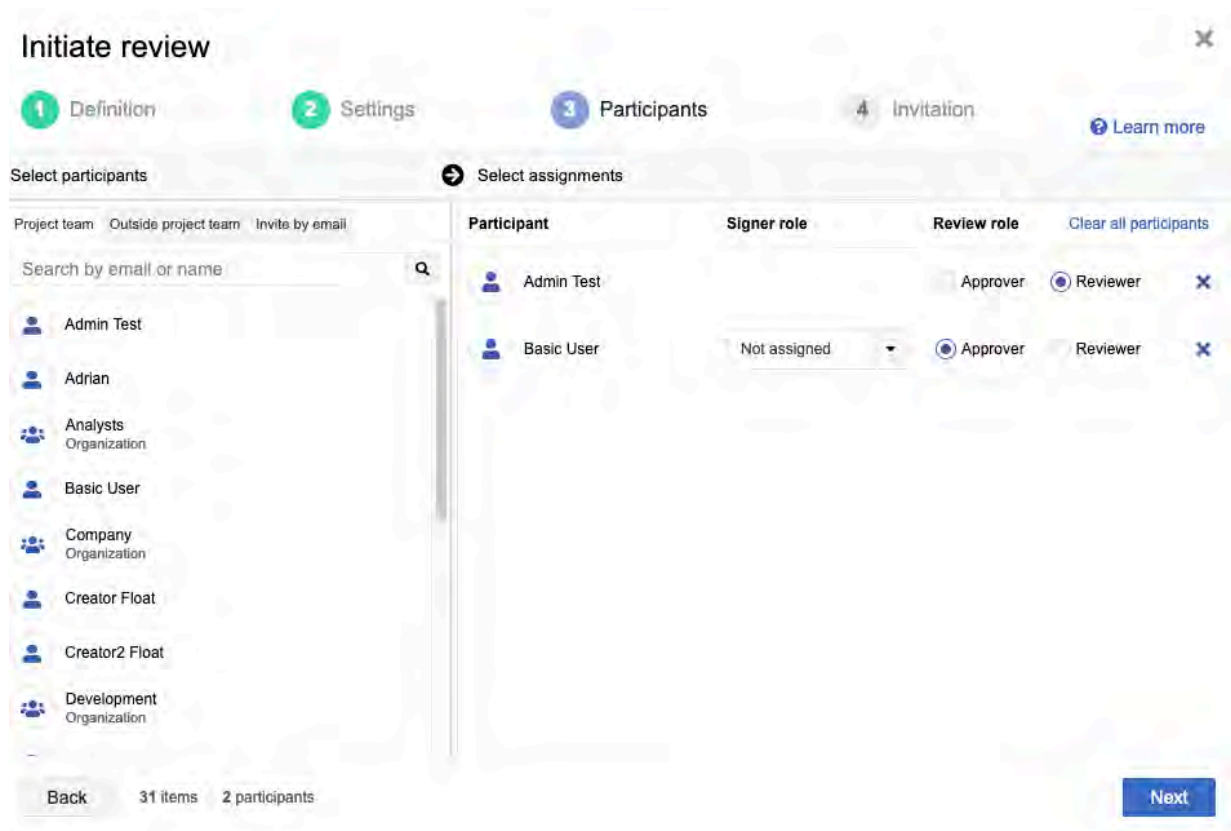 Initiate review
1 Definition 2 Settings 3 Participants 4 Invitation
Learn more
Select participants
Select assignments
Project team Outside project team Invite by email
Search by email or name
Admin Test
Adrian
Analysts
Organization
Basic User
Company
Organization
Creator Float
Creator2 Float
Development
Organization
Participant Signer role Review role Clear all participants
Admin Test Approver Reviewer
Basic User Not assigned Approver Reviewer
Back 31 items 2 participants
Next